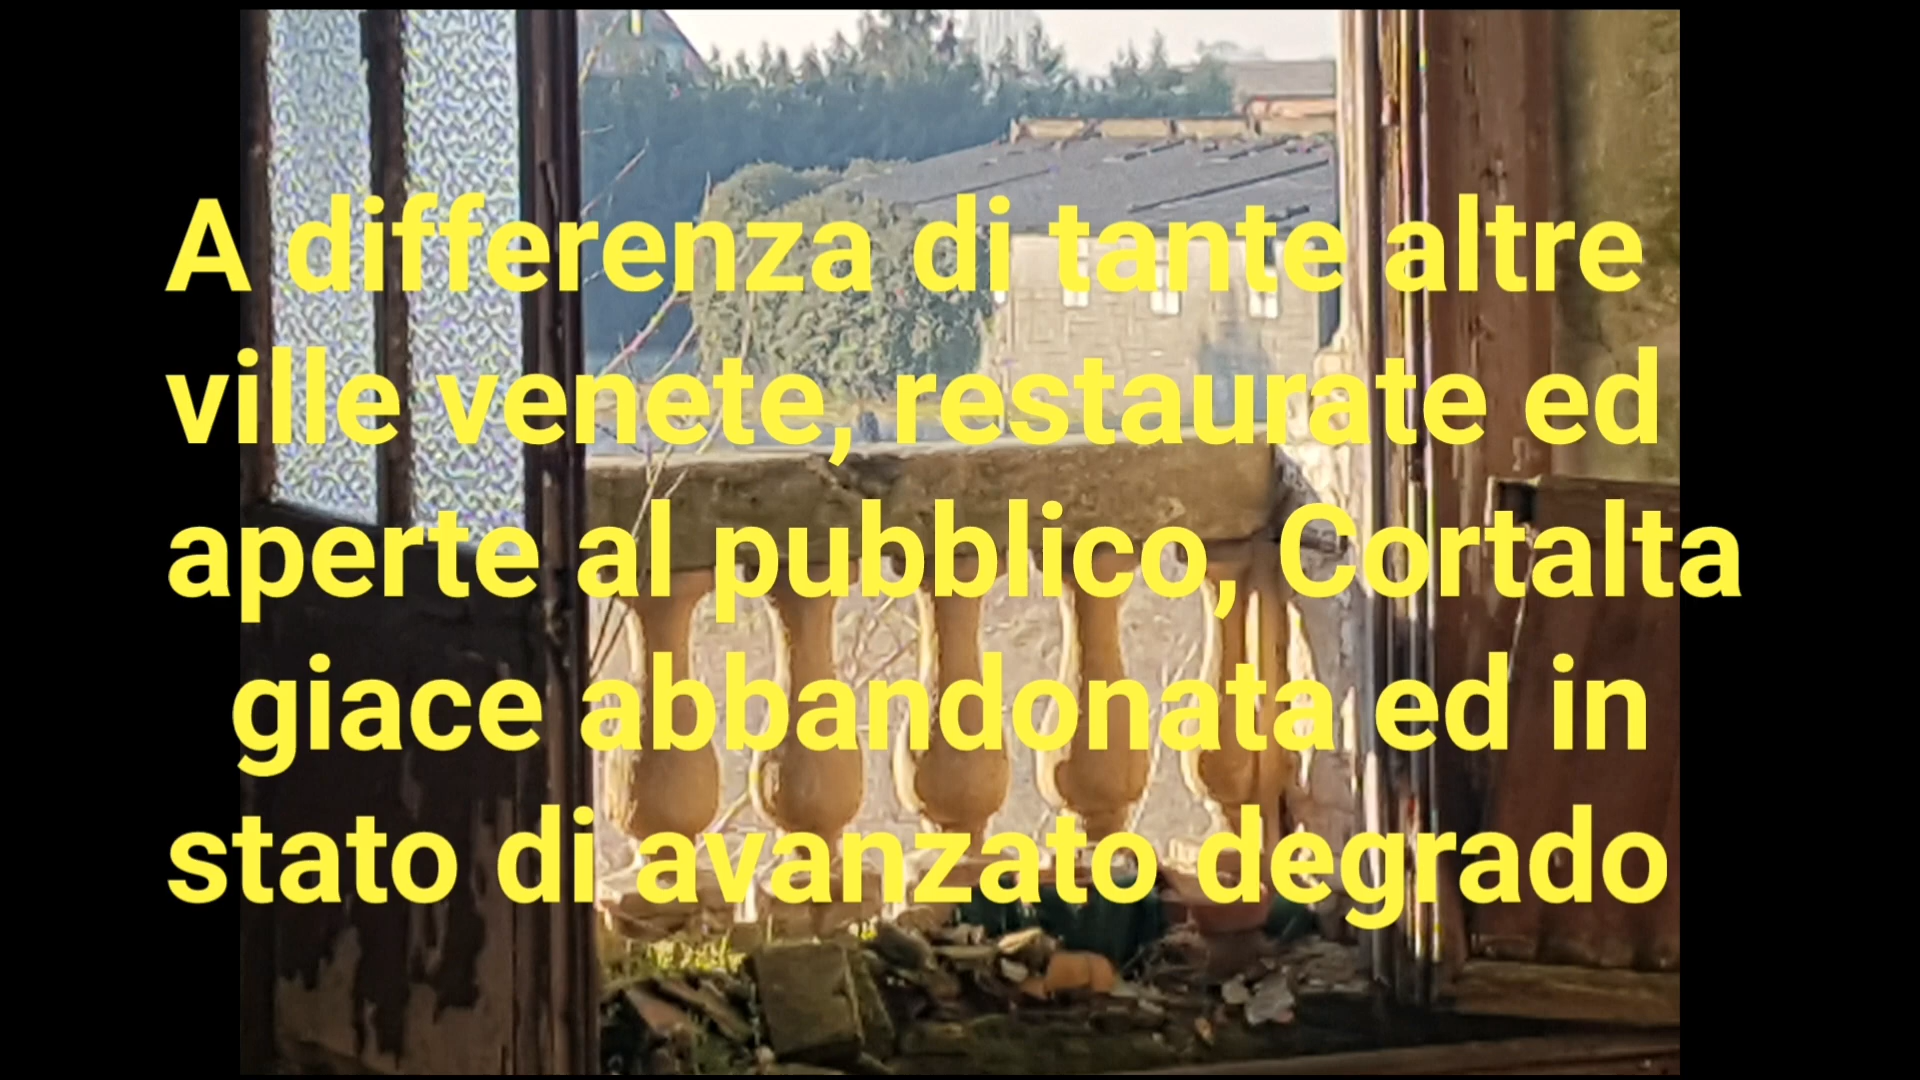 A differenza di tante altre
ville venete, restaurate ed
aperte al pubblico, Cortalta
giace abbandonata ed in
stato di avanzato degrado